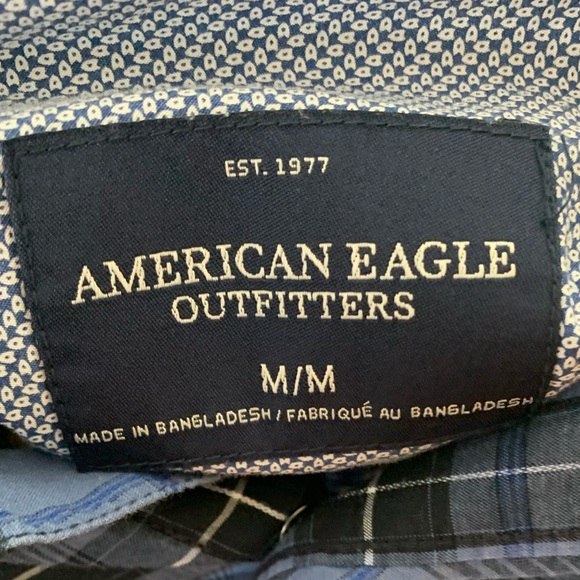 EST. 1977
AMERICAN EAGLE
OUTFITTERS
M/M
MADE IN BANGLADESH / FABRIQUÉ AU BANGLADESH